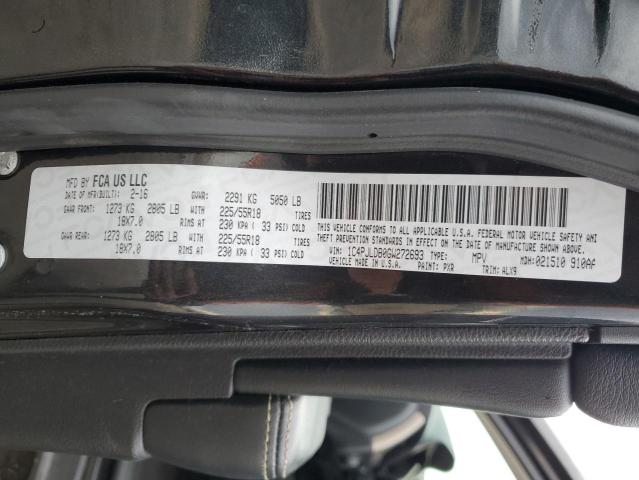 MFD BY FCA US LLC
DATE OF MFR(BUILT): 2-16 GVWR: 2291 KG 5050 LB
GAWR FRONT: 1273 KG 2805 LB WITH 225/55R18 TIRES
18X7.0 RIMS AT 230 KPA ( 33 PSI) COLD
GAWR REAR: 1273 KG 2805 LB WITH 225/55R18 TIRES
18X7.0 RIMS AT 230 KPA ( 33 PSI) COLD
THIS VEHICLE CONFORMS TO ALL APPLICABLE U.S.A. FEDERAL MOTOR VEHICLE SAFETY, BUMPER, AND
THEFT PREVENTION STANDARDS IN EFFECT ON THE DATE OF MANUFACTURE SHOWN ABOVE.
VIN: 1C4PJLDB0GW272693 TYPE: MPV MDH: 021510 910AF
MADE IN U.S.A. PAINT: PXR TRIM: ALX9